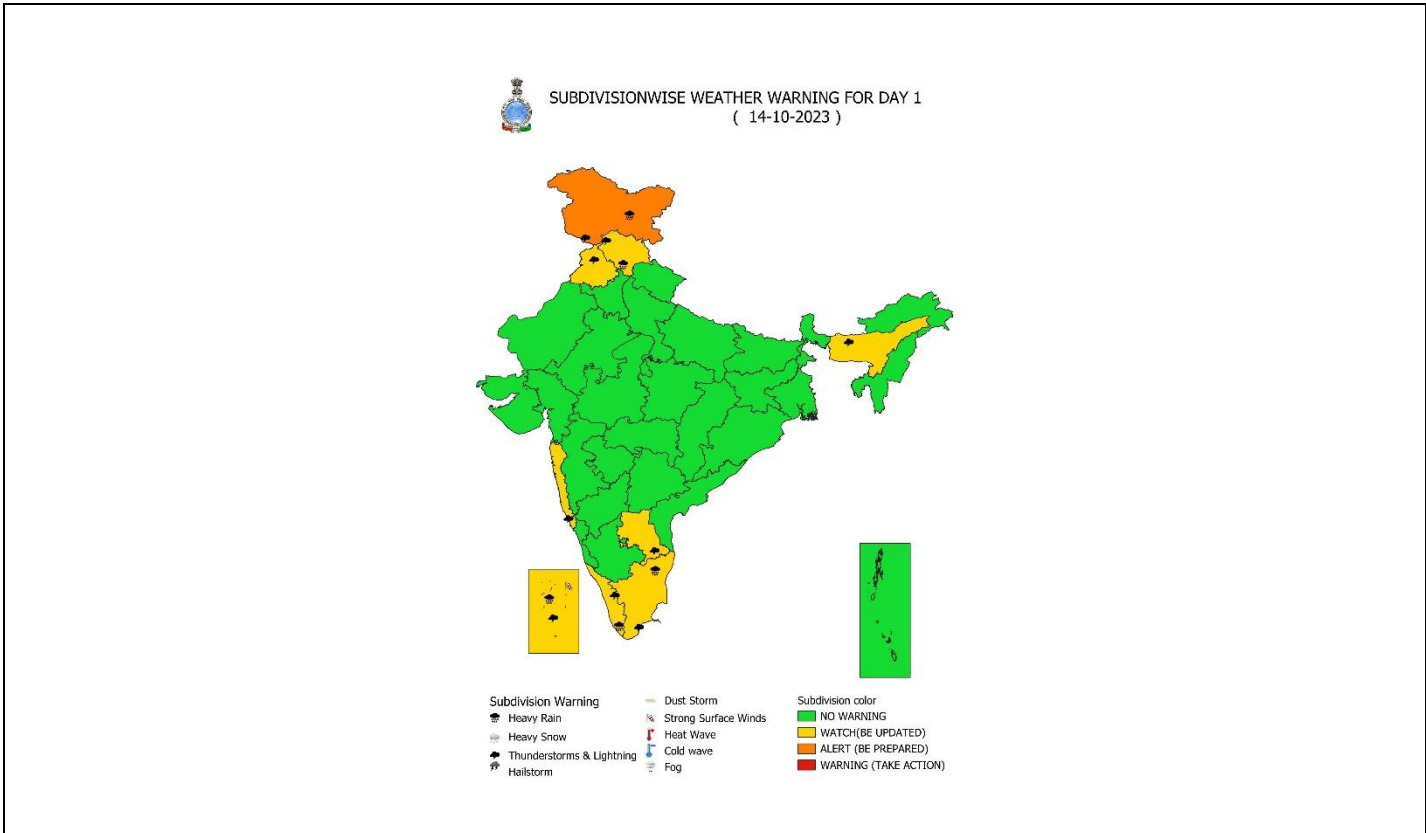 SUBDIVISIONWISE WEATHER WARNING FOR DAY 1
( 14-10-2023 )
Subdivision Warning
Heavy Rain
Heavy Snow
Thunderstorms & Lightning
Hailstorm
Dust Storm
Strong Surface Winds
Heat Wave
Cold wave
Fog
Subdivision color
NO WARNING
WATCH(BE UPDATED)
ALERT (BE PREPARED)
WARNING (TAKE ACTION)